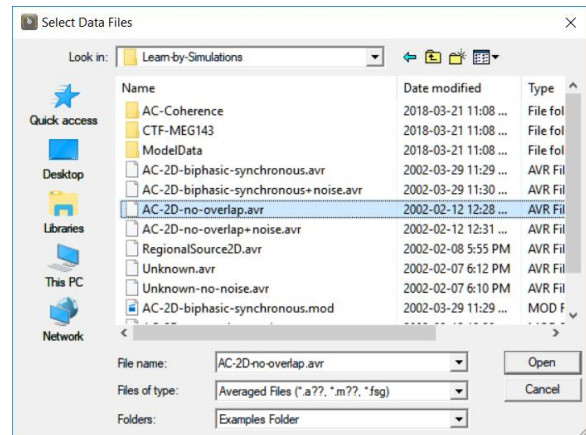 Select Data Files
Look in: Learn-by-Simulations
Name Date modified Type
Quick access
Desktop
Libraries
This PC
Network
AC-Coherence 2018-03-21 11:08 ... File fol
CTF-MEG143 2018-03-21 11:08 ... File fol
ModelData 2018-03-21 11:08 ... File fol
AC-2D-biphasic-synchronous.avr 2002-03-29 11:29 ... AVR Fil
AC-2D-biphasic-synchronous+noise.avr 2002-03-29 11:30 ... AVR Fil
AC-2D-no-overlap.avr 2002-02-12 12:28 ... AVR Fil
AC-2D-no-overlap+noise.avr 2002-02-12 12:31 ... AVR Fil
RegionalSource2D.avr 2002-02-08 5:55 PM AVR Fil
Unknown.avr 2002-02-07 6:12 PM AVR Fil
Unknown-no-noise.avr 2002-02-07 6:10 PM AVR Fil
AC-2D-biphasic-synchronous.mod 2002-03-29 11:29 ... MOD F
File name: AC-2D-no-overlap.avr Open
Files of type: Averaged Files (*.a??, *.m??, *.fsg) Cancel
Folders: Examples Folder